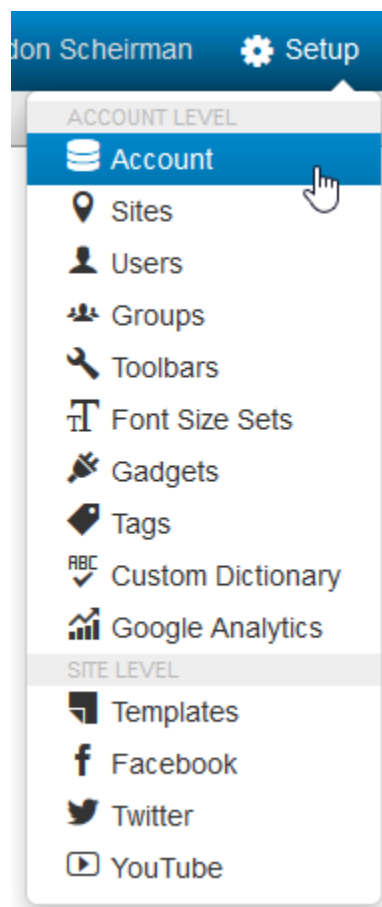 don Scheirman Setup
ACCOUNT LEVEL
Account
Sites
Users
Groups
Toolbars
Font Size Sets
Gadgets
Tags
ABC Custom Dictionary
Google Analytics
SITE LEVEL
Templates
Facebook
Twitter
YouTube